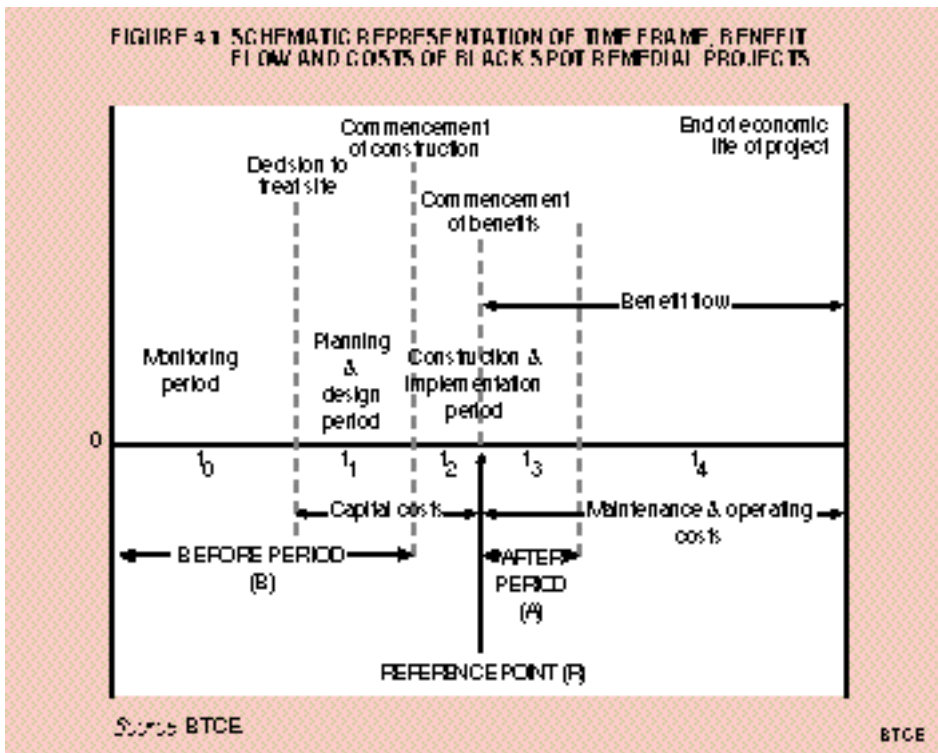 FIGURE 4.1 SCHEMATIC REPRESENTATION OF TIME FRAME, BENEFIT
FLOW AND COSTS OF BLACK SPOT REMEDIAL PROJECTS
Commencement
of construction
End of economic
life of project
Decision to
treat site
Commencement
of benefits
Benefit flow
Monitoring
period
Planning
&
design
period
Construction &
implementation
period
0
t0 t1 t2 t3 t4
Capital costs
Maintenance & operating
costs
BEFORE PERIOD
(B)
AFTER
PERIOD
(A)
REFERENCE POINT (R)
Source BTCE
BTCE